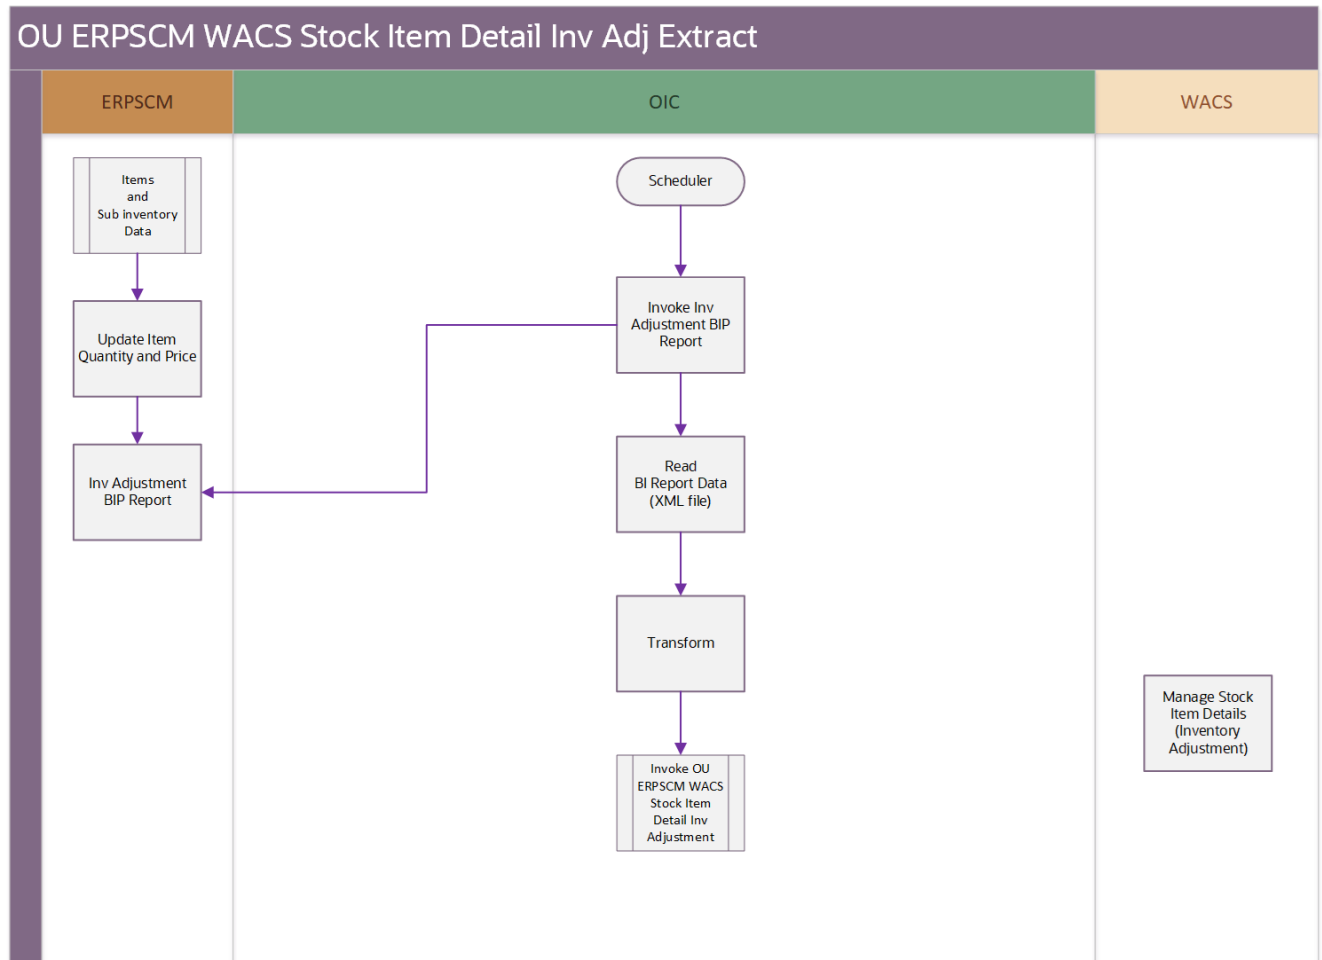 OU ERPSCM WACS Stock Item Detail Inv Adj Extract
ERPSCM
OIC
WACS
Items
and
Sub inventory
Data
Update Item
Quantity and Price
Inv Adjustment
BIP Report
Scheduler
Invoke Inv
Adjustment BIP
Report
Read
BI Report Data
(XML file)
Transform
Invoke OU
ERPSCM WACS
Stock Item
Detail Inv
Adjustment
Manage Stock
Item Details
(Inventory
Adjustment)